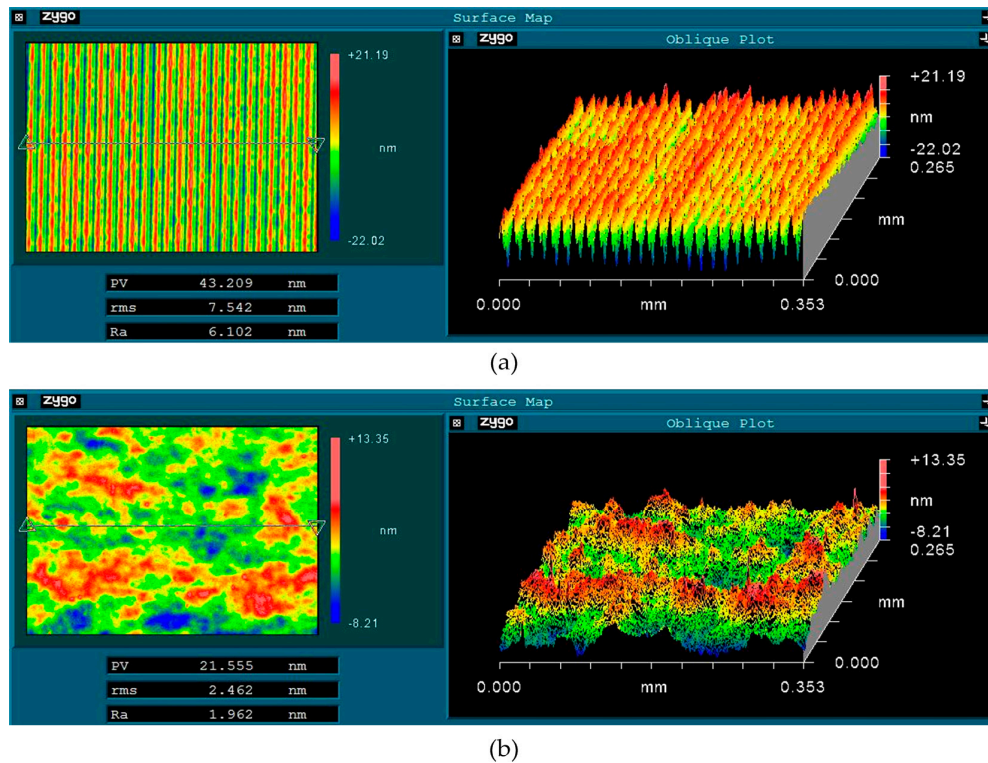 zygo Surface Map
+21.19
nm
-22.02
PV 43.209 nm
rms 7.542 nm
Ra 6.102 nm
zygo Oblique Plot
+21.19
nm
-22.02
0.265
mm
0.000
0.000 mm 0.353
(a)
zygo Surface Map
+13.35
nm
-8.21
PV 21.555 nm
rms 2.462 nm
Ra 1.962 nm
zygo Oblique Plot
+13.35
nm
-8.21
0.265
mm
0.000
0.000 mm 0.353
(b)